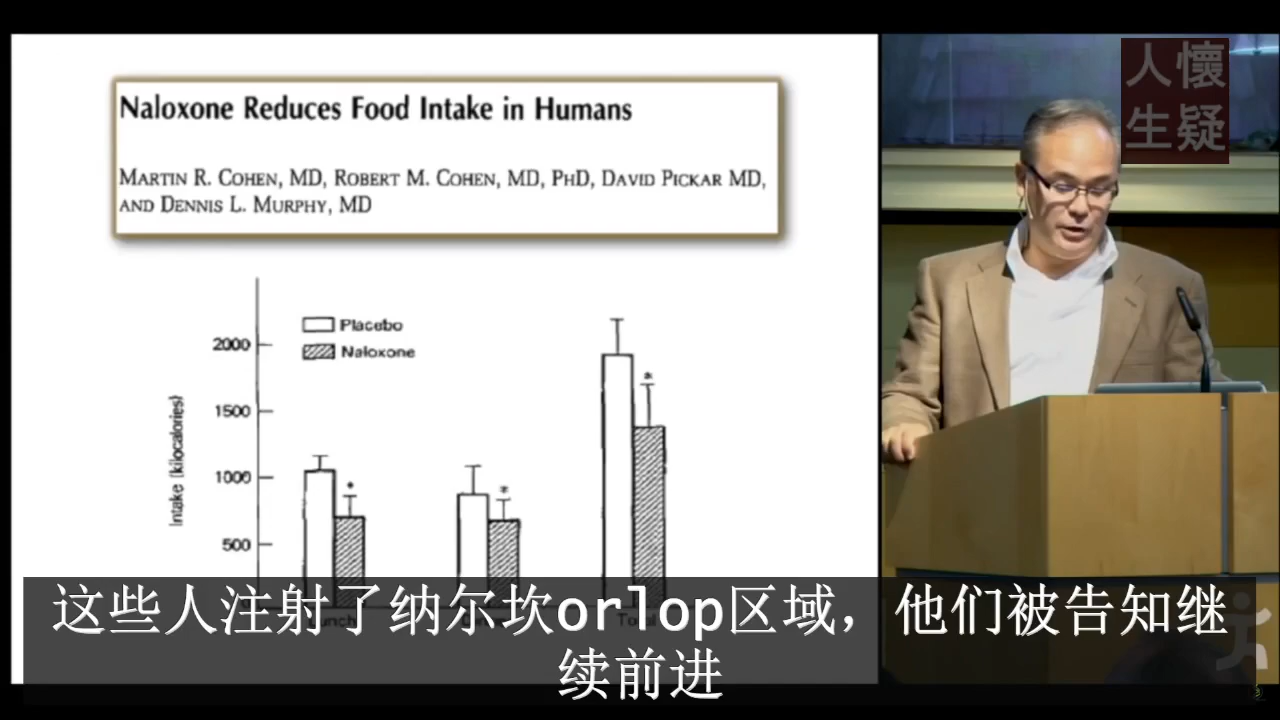 Naloxone Reduces Food Intake in Humans
MARTIN R. COHEN, MD, ROBERT M. COHEN, MD, PHD, DAVID PICKAR MD,
AND DENNIS L. MURPHY, MD
Placebo
Naloxone
2000
1500
1000
500
Intake (kilocalories)
人懷
生疑
这些人注射了纳尔坎orlop区域，他们被告知继
续前进